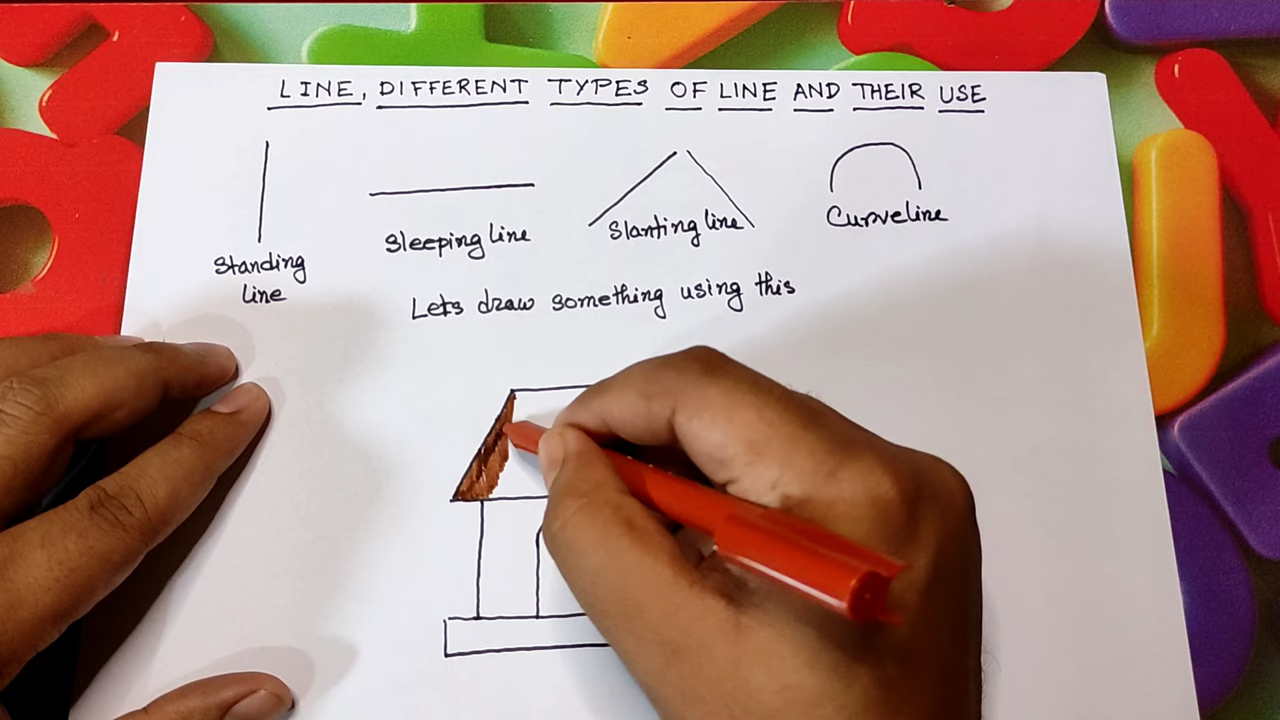 LINE, DIFFERENT TYPES OF LINE AND THEIR USE
Standing
line
Sleeping line
Slanting line
Curveline
Lets draw something using this